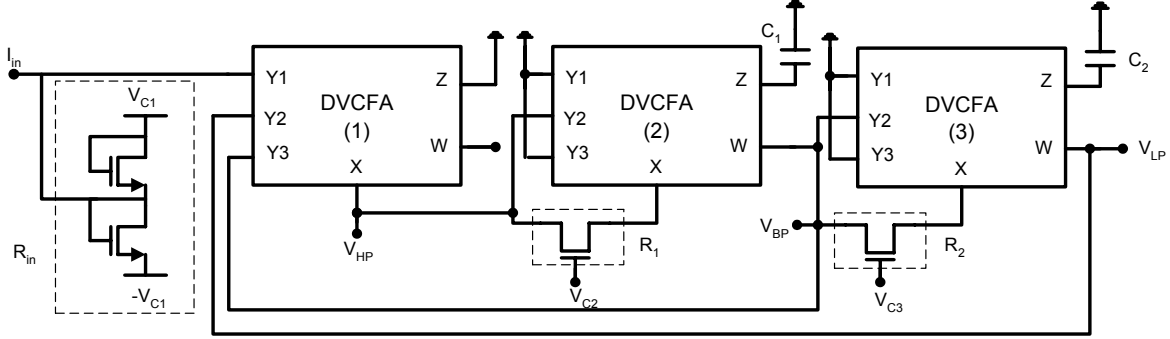 I_in
V_C1
R_in
-V_C1
Y1
Y2
Y3
DVCFA
(1)
Z
W
X
V_HP
Y1
Y2
Y3
DVCFA
(2)
Z
W
X
C_1
R_1
V_C2
V_BP
Y1
Y2
Y3
DVCFA
(3)
Z
W
X
C_2
R_2
V_C3
V_LP